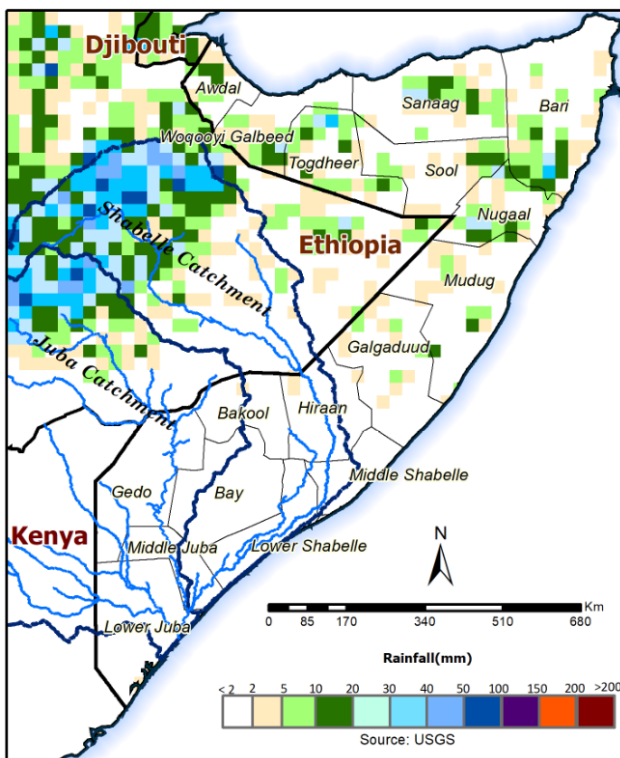 Djibouti
Awdal
Sanaag
Bari
Woqooyi Galbeed
Togdheer
Sool
Nugaal
Shabelle Catchment
Ethiopia
Mudug
Galgaduud
Juba Catchment
Bakool
Hiraan
Middle Shabelle
Gedo
Bay
Kenya
Middle Juba
Lower Shabelle
Lower Juba
N
Km
0 85 170 340 510 680
Rainfall(mm)
< 2 2 5 10 20 30 40 50 100 150 200 >200
Source: USGS